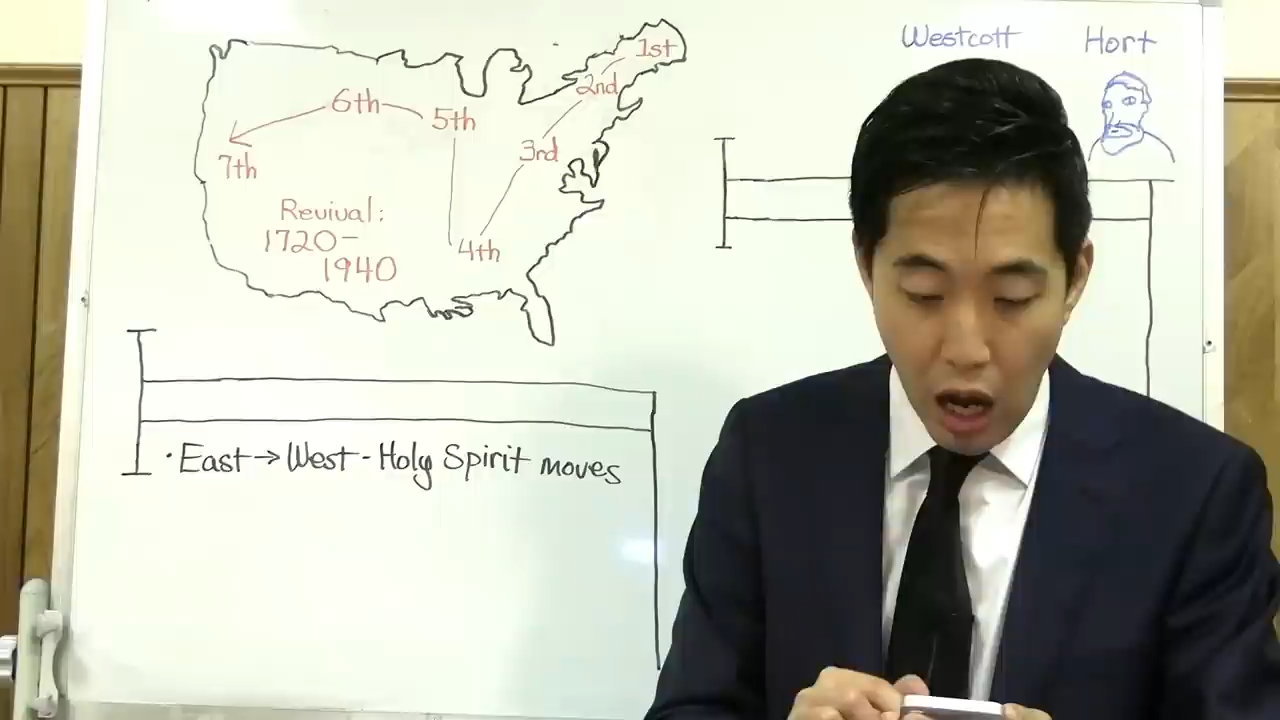 1st
2nd
3rd
4th
5th
6th
7th
Revival:
1720-
1940
Westcott Hort
·East→West-Holy Spirit moves